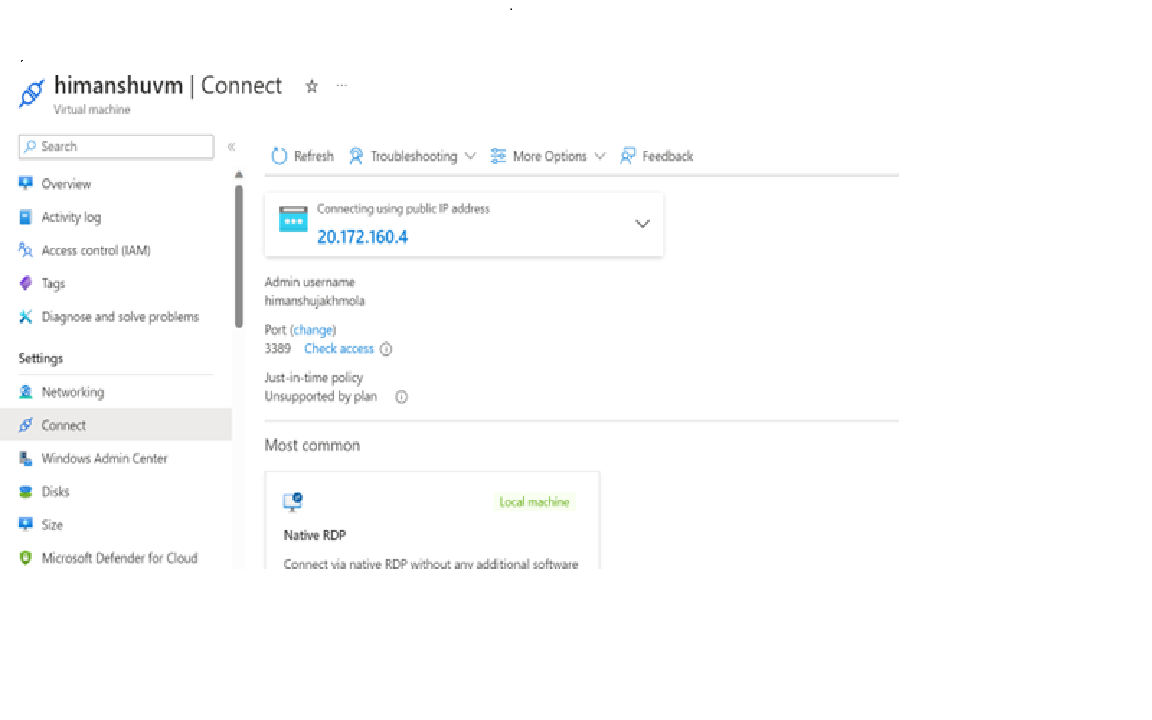 himanshuvm | Connect ☆ ...
Virtual machine
Search «
Overview
Activity log
Access control (IAM)
Tags
Diagnose and solve problems
Settings
Networking
Connect
Windows Admin Center
Disks
Size
Microsoft Defender for Cloud
Refresh Troubleshooting More Options Feedback
Connecting using public IP address
20.172.160.4
Admin username
himanshujakhmola
Port (change)
3389 Check access
Just-in-time policy
Unsupported by plan
Most common
Local machine
Native RDP
Connect via native RDP without any additional software